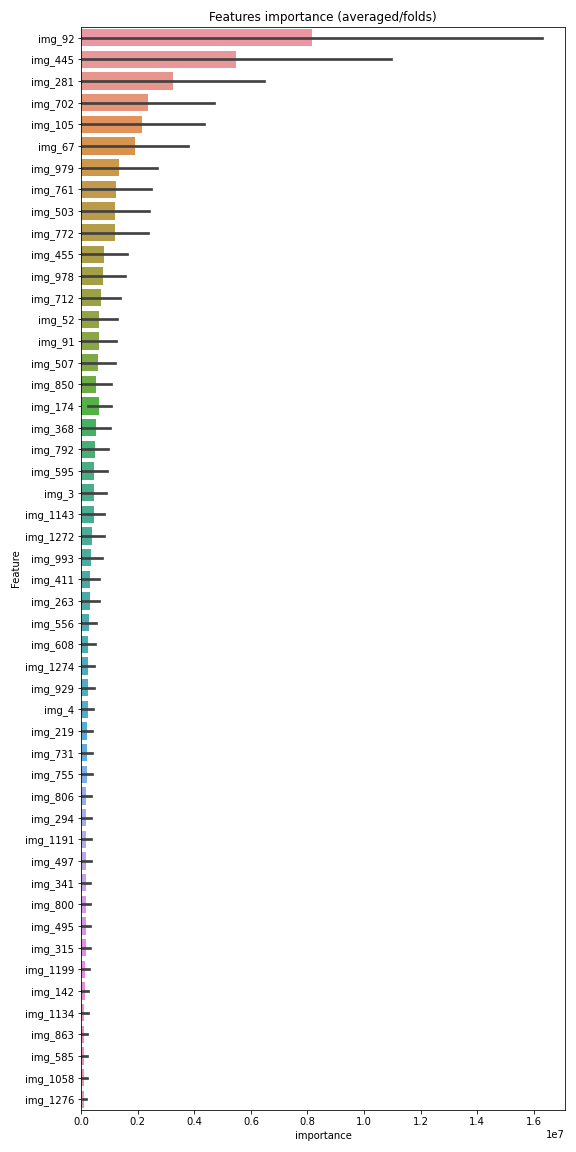 Features importance (averaged/folds)
img_92
img_445
img_281
img_702
img_105
img_67
img_979
img_761
img_503
img_772
img_455
img_978
img_712
img_52
img_91
img_507
img_850
img_174
img_368
img_792
img_595
img_3
img_1143
img_1272
img_993
img_411
img_263
img_556
img_608
img_1274
img_929
img_4
img_219
img_731
img_755
img_806
img_294
img_1191
img_497
img_341
img_800
img_495
img_315
img_1199
img_142
img_1134
img_863
img_585
img_1058
img_1276
Feature
0.0 0.2 0.4 0.6 0.8 1.0 1.2 1.4 1.6
importance
1e7